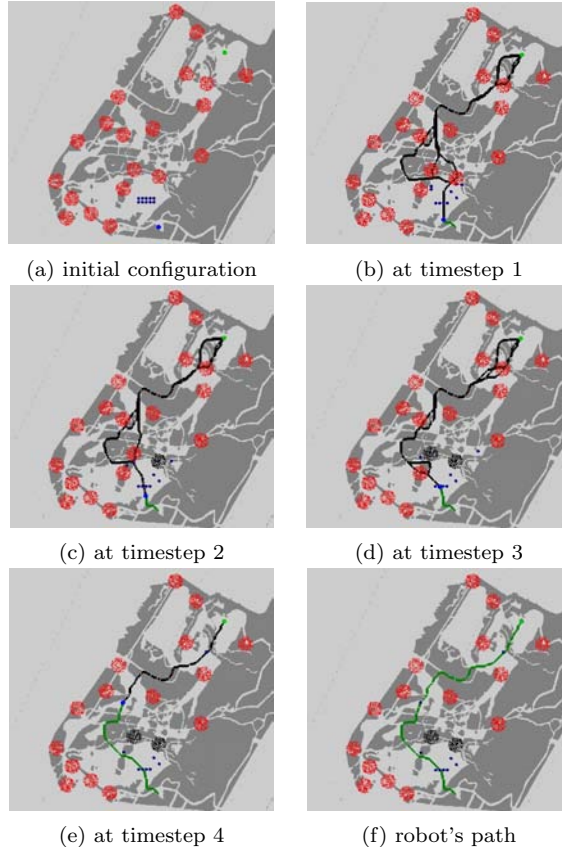 (a) initial configuration
(b) at timestep 1
(c) at timestep 2
(d) at timestep 3
(e) at timestep 4
(f) robot's path